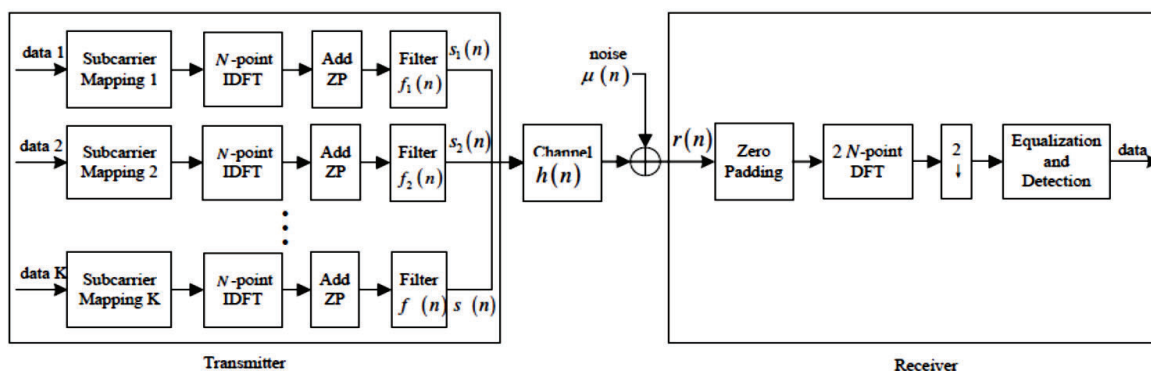 data 1
Subcarrier
Mapping 1
N-point
IDFT
Add
ZP
Filter
f₁(n)
s₁(n)
data 2
Subcarrier
Mapping 2
N-point
IDFT
Add
ZP
Filter
f₂(n)
s₂(n)
data K
Subcarrier
Mapping K
N-point
IDFT
Add
ZP
Filter
f (n)
s (n)
Transmitter
Channel
h(n)
noise
μ(n)
r(n)
Zero
Padding
2 N-point
DFT
2
↓
Equalization
and
Detection
data
Receiver